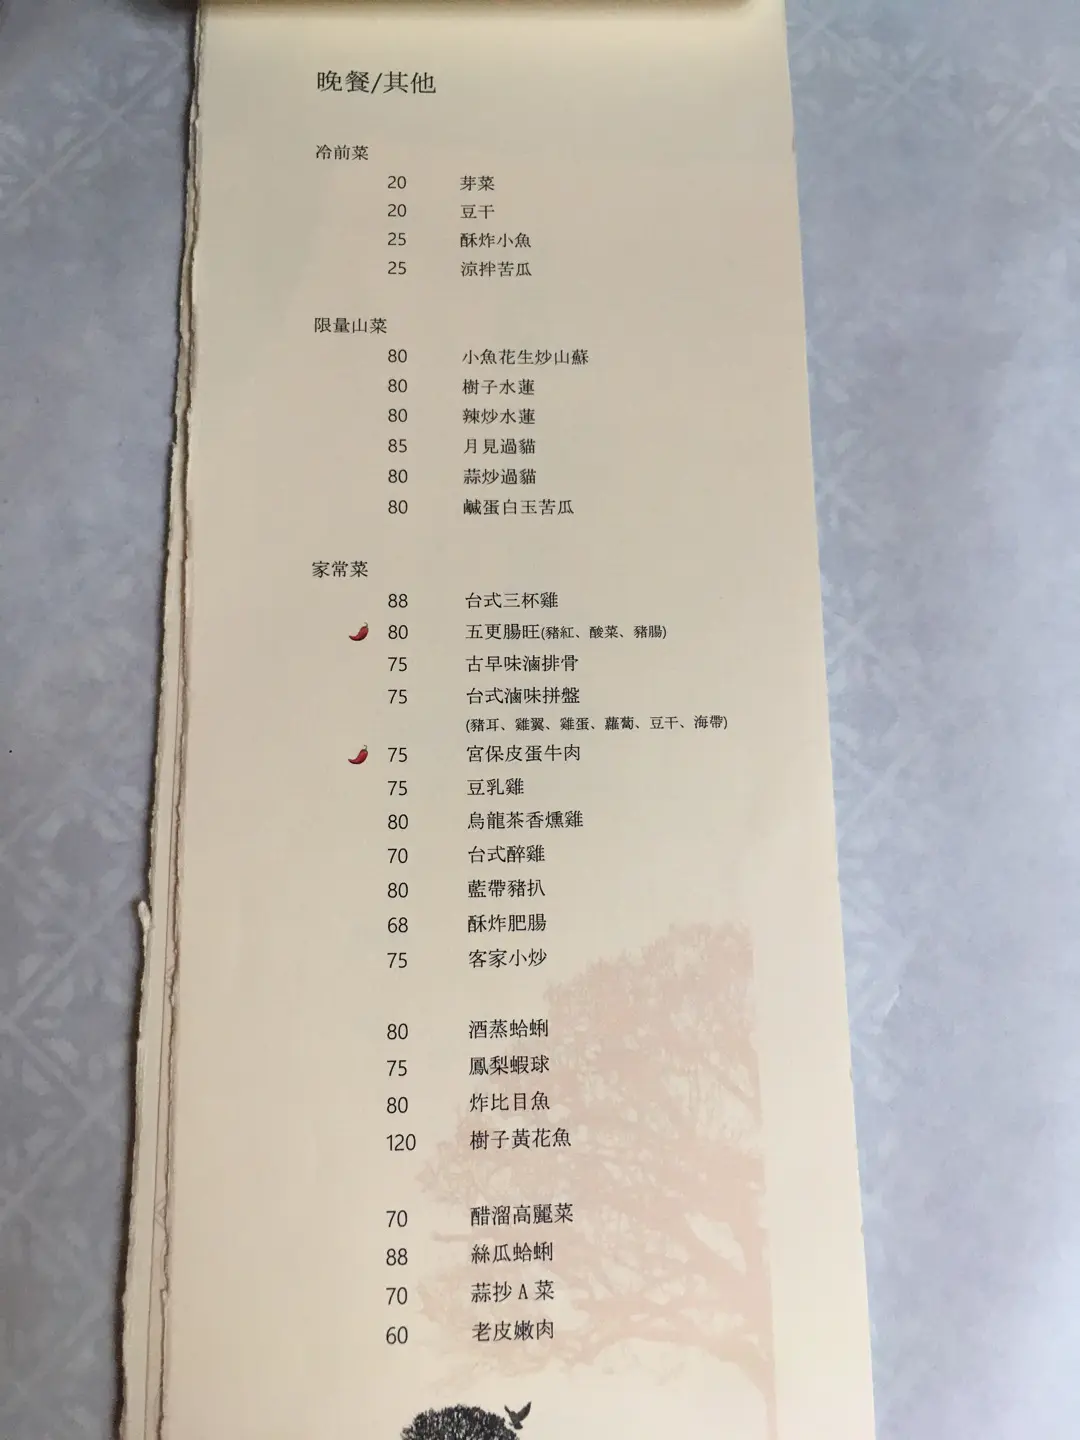 晚餐/其他
冷前菜
20 芽菜
20 豆干
25 酥炸小魚
25 涼拌苦瓜
限量山菜
80 小魚花生炒山蘇
80 樹子水蓮
80 辣炒水蓮
85 月見過貓
80 蒜炒過貓
80 鹹蛋白玉苦瓜
家常菜
88 台式三杯雞
80 五更腸旺(豬紅、酸菜、豬腸)
75 古早味滷排骨
75 台式滷味拼盤
(豬耳、雞翼、雞蛋、蘿蔔、豆干、海帶)
75 宮保皮蛋牛肉
75 豆乳雞
80 烏龍茶香燻雞
70 台式醉雞
80 藍帶豬扒
68 酥炸肥腸
75 客家小炒
80 酒蒸蛤蜊
75 鳳梨蝦球
80 炸比目魚
120 樹子黃花魚
70 醋溜高麗菜
88 絲瓜蛤蜊
70 蒜抄A菜
60 老皮嫩肉